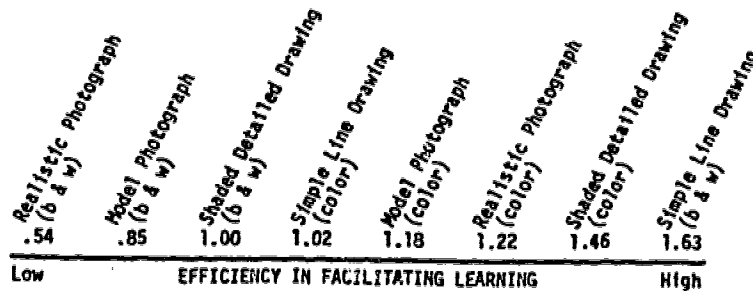 Realistic Photograph
(b & w)
Model Photograph
(b & w)
Shaded Detailed Drawing
(b & w)
Simple Line Drawing
(color)
Model Photograph
(color)
Realistic Photograph
(color)
Shaded Detailed Drawing
(color)
Simple Line Drawing
(b & w)
.54 .85 1.00 1.02 1.18 1.22 1.46 1.63
Low EFFICIENCY IN FACILITATING LEARNING High